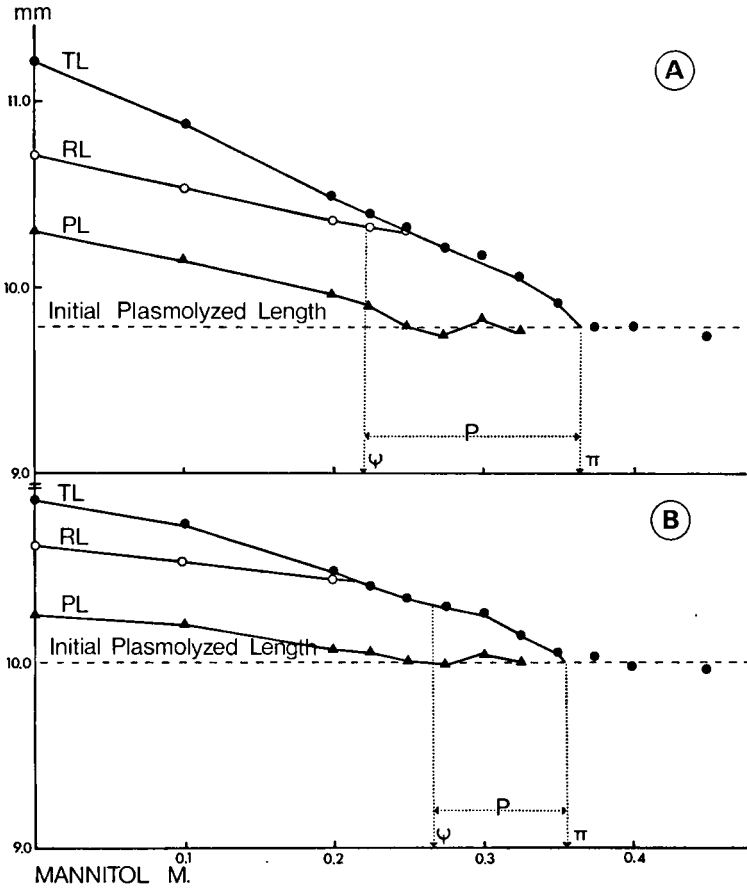 mm
TL
A
11.0
RL
PL
10.0
Initial Plasmolyzed Length
P
ψ
π
9.0
TL
B
RL
PL
Initial Plasmolyzed Length
10.0
P
ψ
π
9.0
0.1
0.2
0.3
0.4
MANNITOL M.